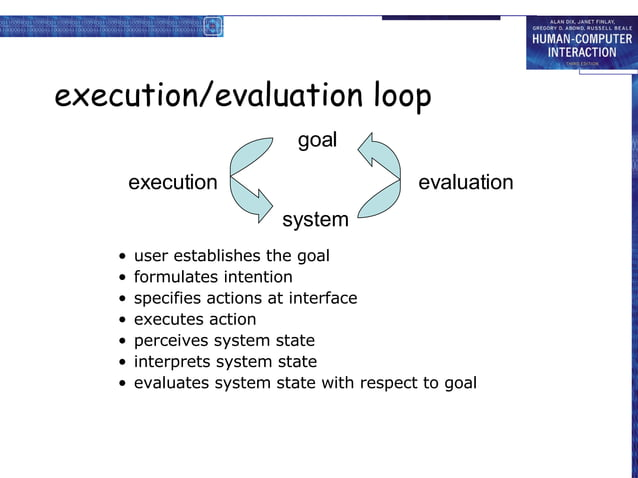 ALAN DIX, JANET FINLAY,
GREGORY D. ABOWD, RUSSELL BEALE
HUMAN-COMPUTER
INTERACTION
THIRD EDITION
execution/evaluation loop
goal
execution evaluation
system
• user establishes the goal
• formulates intention
• specifies actions at interface
• executes action
• perceives system state
• interprets system state
• evaluates system state with respect to goal